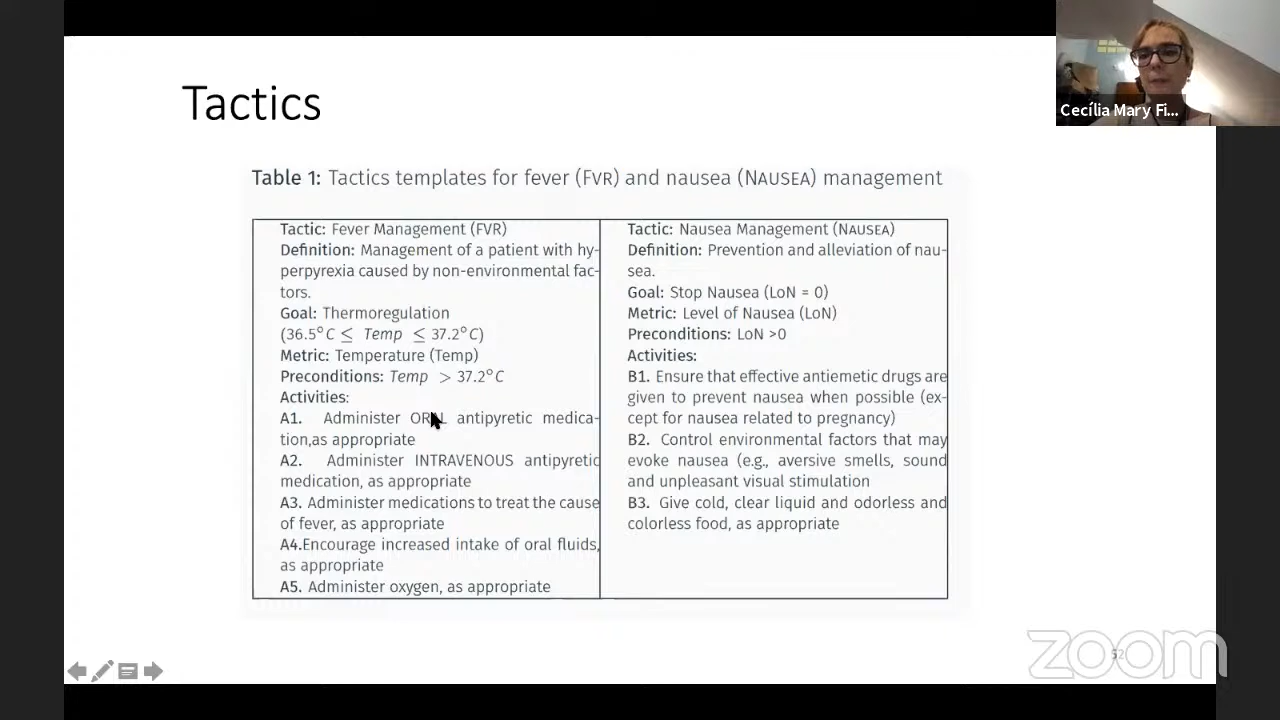 Tactics
Cecília Mary Fi...
Table 1: Tactics templates for fever (FVR) and nausea (NAUSEA) management
Tactic: Fever Management (FVR)
Definition: Management of a patient with hy-
perpyrexia caused by non-environmental fac-
tors.
Goal: Thermoregulation
(36.5°C ≤ Temp ≤ 37.2°C)
Metric: Temperature (Temp)
Preconditions: Temp > 37.2°C
Activities:
A1. Administer ORAL antipyretic medica-
tion,as appropriate
A2. Administer INTRAVENOUS antipyretic
medication, as appropriate
A3. Administer medications to treat the cause
of fever, as appropriate
A4.Encourage increased intake of oral fluids,
as appropriate
A5. Administer oxygen, as appropriate
Tactic: Nausea Management (NAUSEA)
Definition: Prevention and alleviation of nau-
sea.
Goal: Stop Nausea (LoN = 0)
Metric: Level of Nausea (LoN)
Preconditions: LoN >0
Activities:
B1. Ensure that effective antiemetic drugs are
given to prevent nausea when possible (ex-
cept for nausea related to pregnancy)
B2. Control environmental factors that may
evoke nausea (e.g., aversive smells, sound
and unpleasant visual stimulation
B3. Give cold, clear liquid and odorless and
colorless food, as appropriate
zoom
52